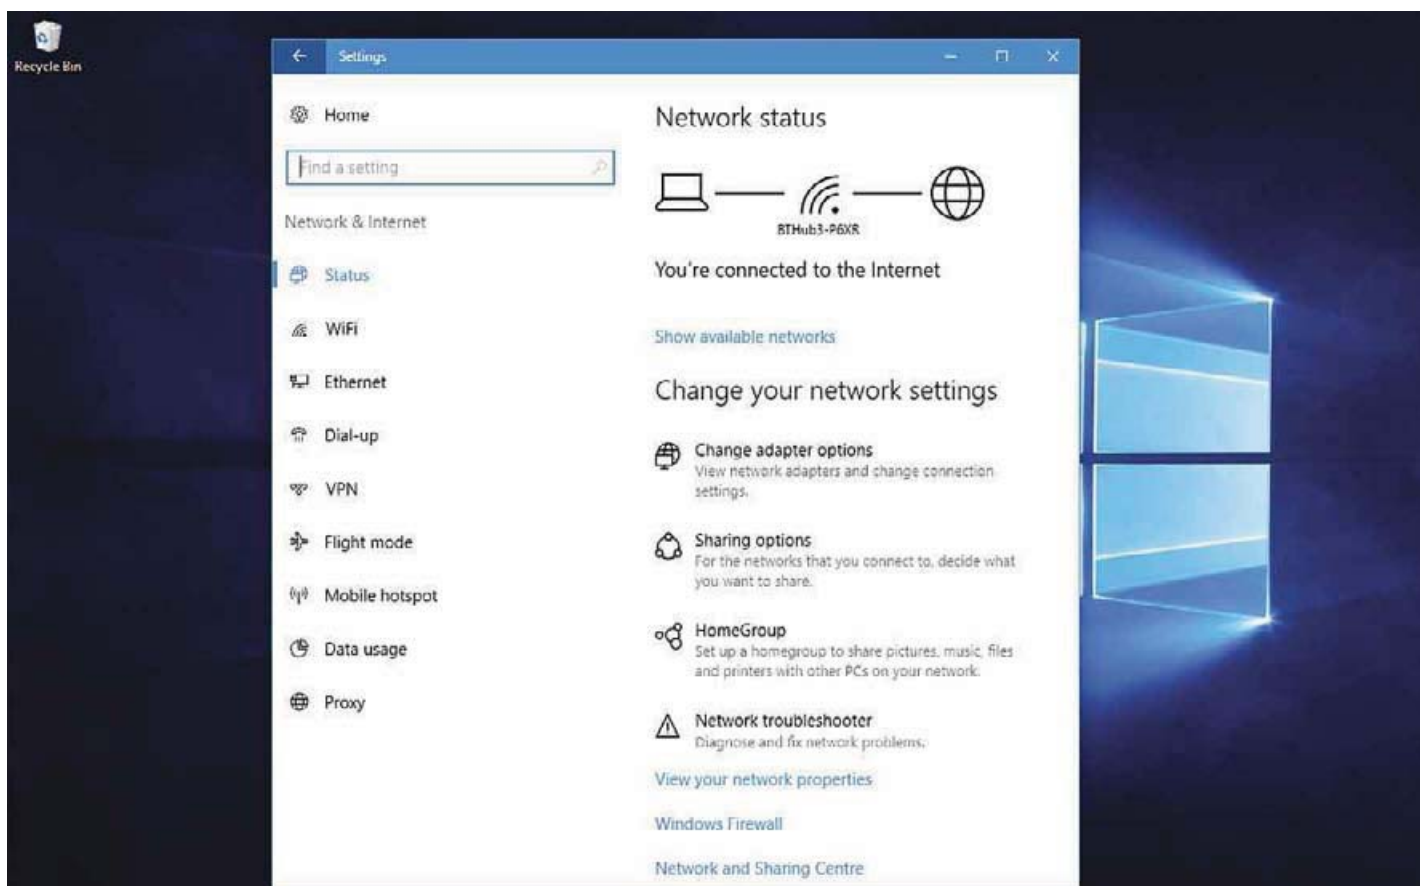 Recycle Bin
Settings
Home
Find a setting
Network & Internet
Status
WiFi
Ethernet
Dial-up
VPN
Flight mode
Mobile hotspot
Data usage
Proxy
Network status
BTHub3-P6XR
You're connected to the Internet
Show available networks
Change your network settings
Change adapter options
View network adapters and change connection
settings.
Sharing options
For the networks that you connect to, decide what
you want to share.
HomeGroup
Set up a homegroup to share pictures, music, files
and printers with other PCs on your network.
Network troubleshooter
Diagnose and fix network problems.
View your network properties
Windows Firewall
Network and Sharing Centre